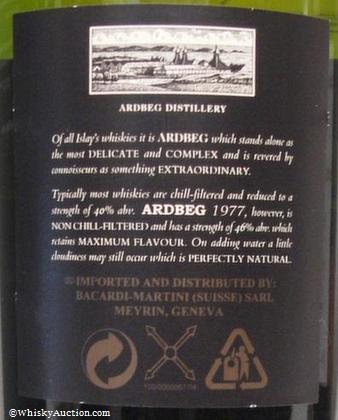 ARDBEG DISTILLERY
Of all Islay's whiskies it is ARDBEG which stands alone as
the most DELICATE and COMPLEX and is revered by
connoisseurs as something EXTRAORDINARY.
Typically most whiskies are chill-filtered and reduced to a
strength of 40% abv. ARDBEG 1977, however, is
NON CHILL-FILTERED and has a strength of 46% abv. which
retains MAXIMUM FLAVOUR. On adding water a little
cloudiness may still occur which is PERFECTLY NATURAL.
IMPORTED AND DISTRIBUTED BY:
BACARDI-MARTINI (SUISSE) SARL
MEYRIN, GENEVA
©WhiskyAuction.com